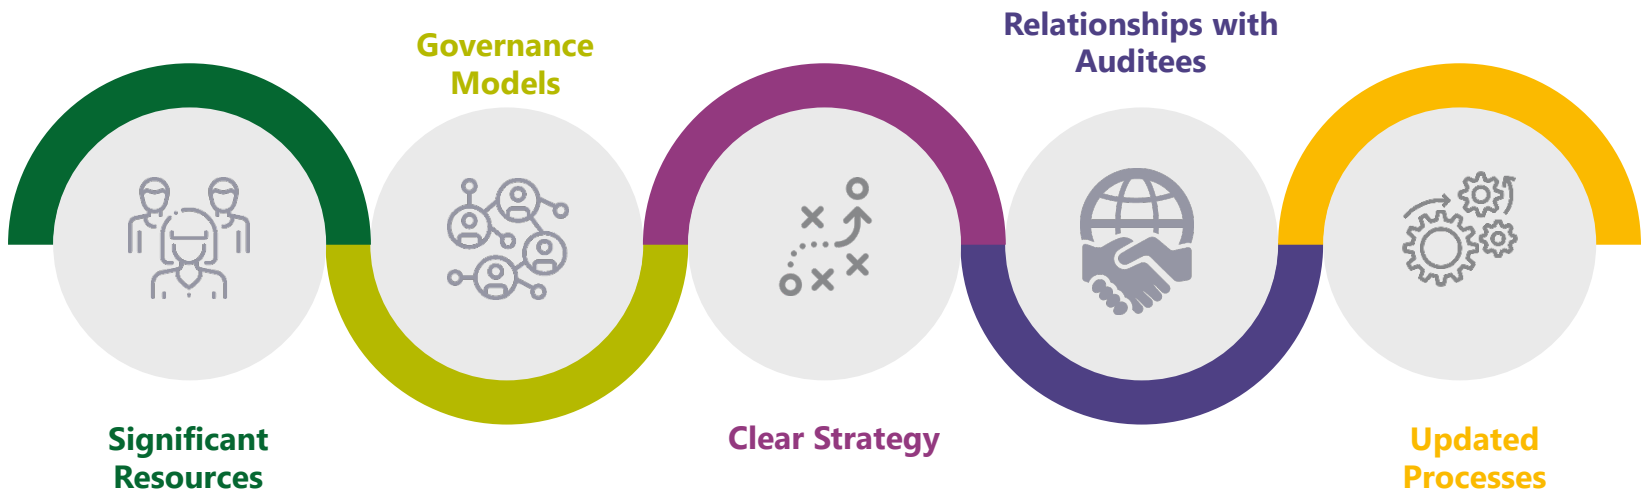 Significant
Resources
Governance
Models
Clear Strategy
Relationships with
Auditees
Updated
Processes